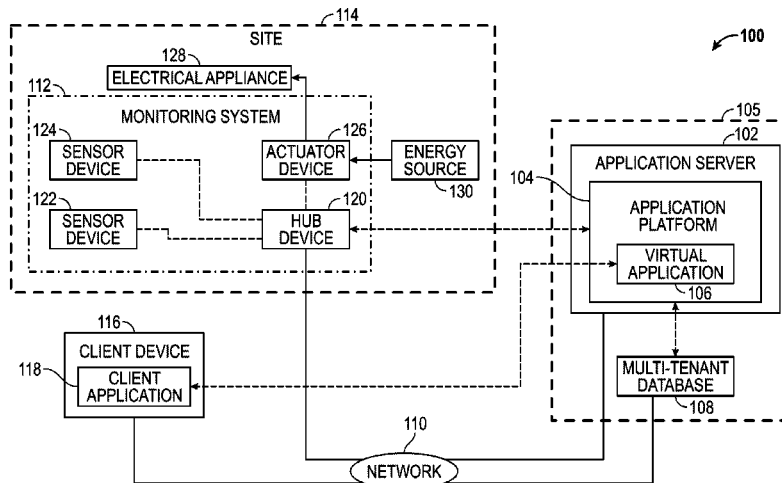 114
SITE
100
128
ELECTRICAL APPLIANCE
112
MONITORING SYSTEM
105
124
126
102
SENSOR
DEVICE
ACTUATOR
DEVICE
ENERGY
SOURCE
130
APPLICATION SERVER
104
APPLICATION
PLATFORM
122
SENSOR
DEVICE
120
HUB
DEVICE
VIRTUAL
APPLICATION
106
116
CLIENT DEVICE
118
CLIENT
APPLICATION
MULTI-TENANT
DATABASE
108
110
NETWORK